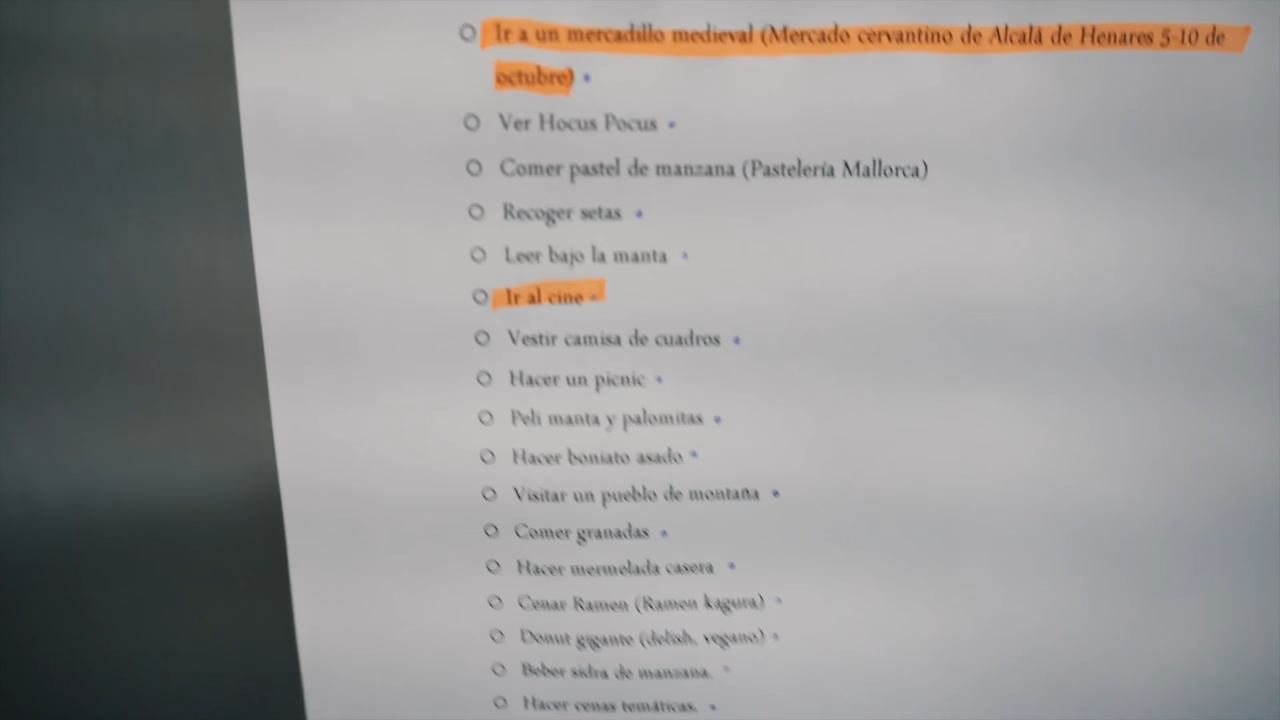 Ir a un mercadillo medieval (Mercado cervantino de Alcalá de Henares 5-10 de
octubre)
Ver Hocus Pocus
Comer pastel de manzana (Pastelería Mallorca)
Recoger setas
Leer bajo la manta
Ir al cine
Vestir camisa de cuadros
Hacer un picnic
Peli manta y palomitas
Hacer boniato asado
Visitar un pueblo de montaña
Comer granadas
Hacer mermelada casera
Cenar Ramen (Ramen kagura)
Donut gigante (delish, vegano)
Beber sidra de manzana.
Hacer cenas temáticas.